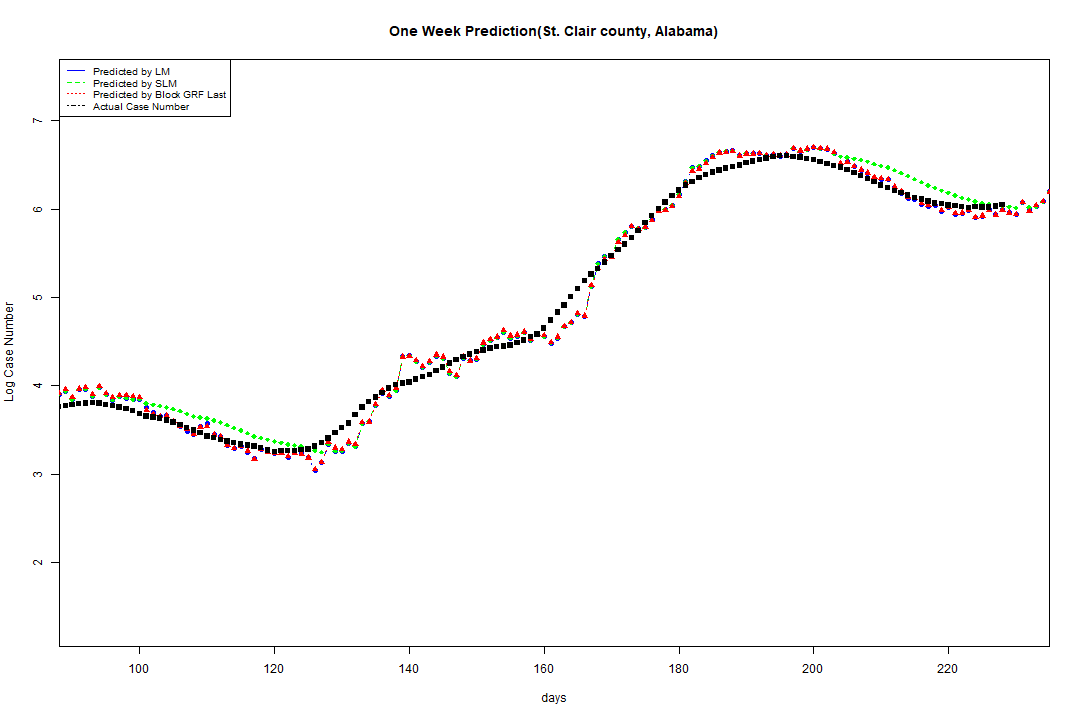 One Week Prediction(St. Clair county, Alabama)
Predicted by LM
Predicted by SLM
Predicted by Block GRF Last
Actual Case Number
7
6
5
4
3
2
Log Case Number
100 120 140 160 180 200 220
days